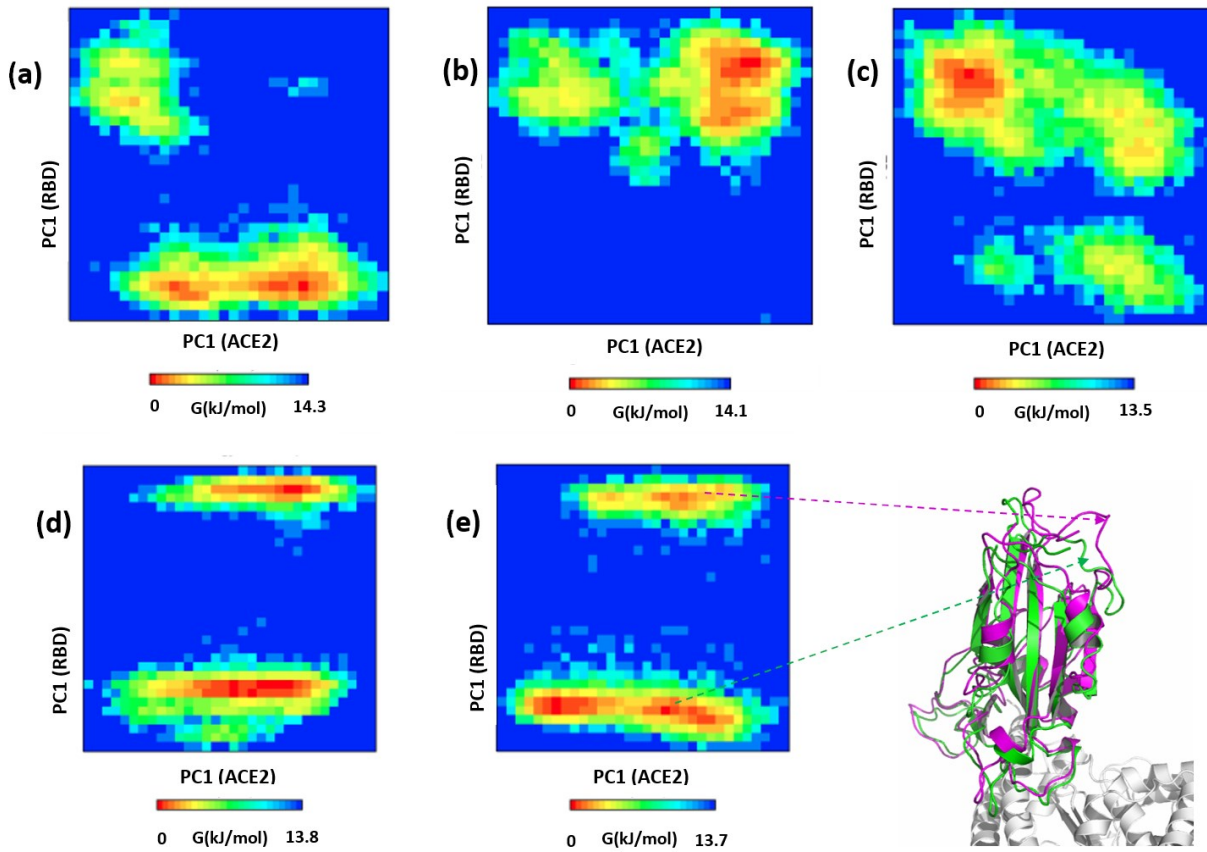 (a)
PC1 (RBD)
PC1 (ACE2)
0 G(kJ/mol) 14.3
(b)
PC1 (RBD)
PC1 (ACE2)
0 G(kJ/mol) 14.1
(c)
PC1 (RBD)
PC1 (ACE2)
0 G(kJ/mol) 13.5
(d)
PC1 (RBD)
PC1 (ACE2)
0 G(kJ/mol) 13.8
(e)
PC1 (RBD)
PC1 (ACE2)
0 G(kJ/mol) 13.7